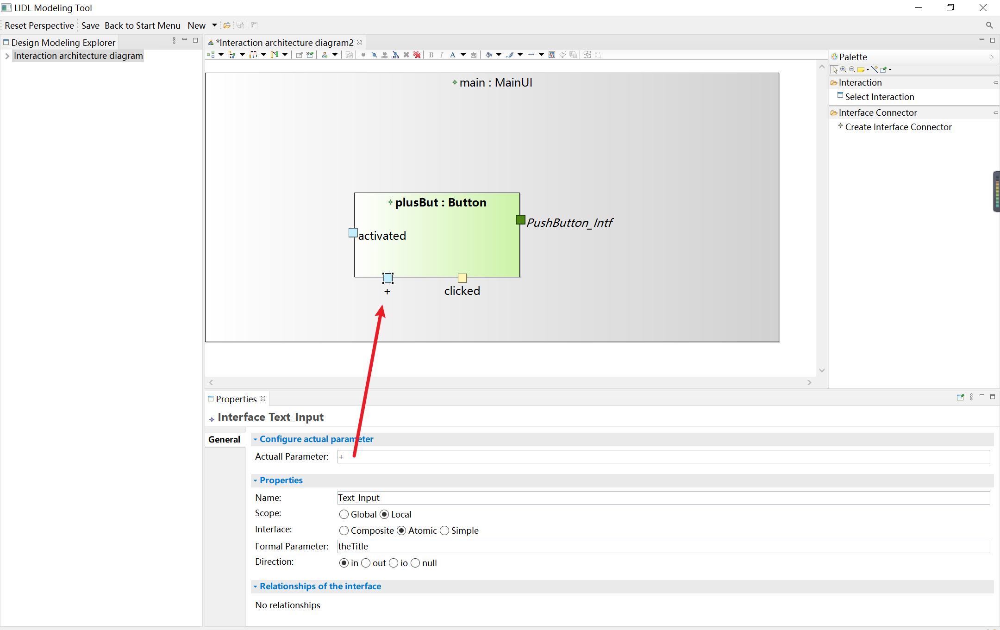 LIDL Modeling Tool
Reset Perspective Save Back to Start Menu New
Design Modeling Explorer
Interaction architecture diagram
*Interaction architecture diagram2
LABEL LABEL B I A
Palette
Interaction
Select Interaction
Interface Connector
Create Interface Connector
main : MainUI
plusBut : Button
PushButton_Intf
activated
+
clicked
Properties
Interface Text_Input
General
Configure actual parameter
Actuall Parameter: +
Properties
Name: Text_Input
Scope: Global Local
Interface: Composite Atomic Simple
Formal Parameter: theTitle
Direction: in out io null
Relationships of the interface
No relationships